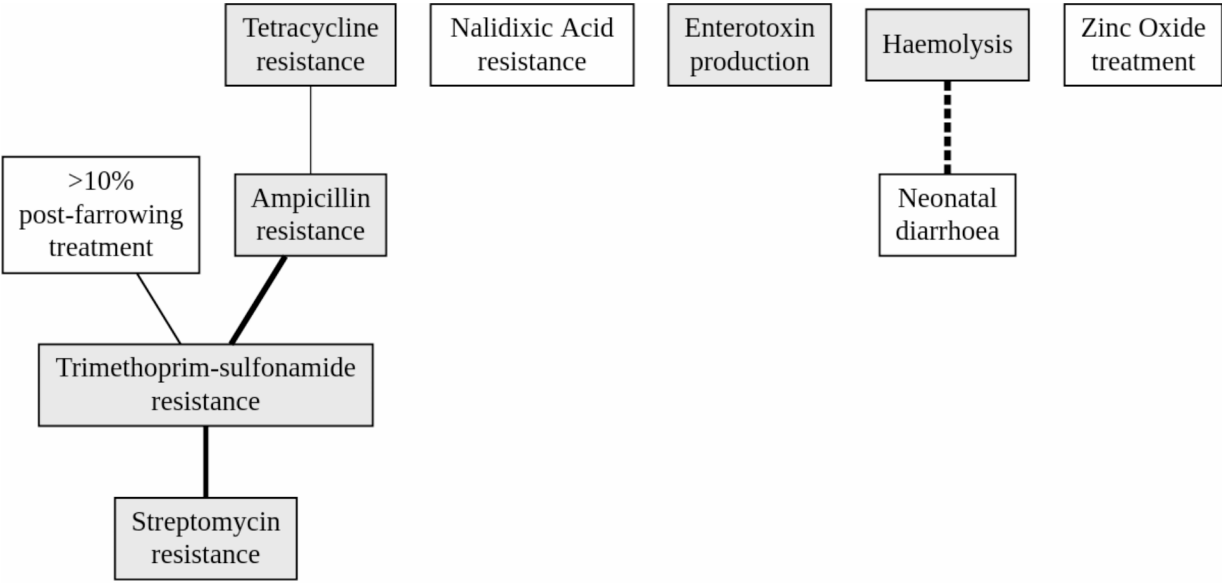 Tetracycline
resistance
Nalidixic Acid
resistance
Enterotoxin
production
Haemolysis
Zinc Oxide
treatment
>10%
post-farrowing
treatment
Ampicillin
resistance
Neonatal
diarrhoea
Trimethoprim-sulfonamide
resistance
Streptomycin
resistance